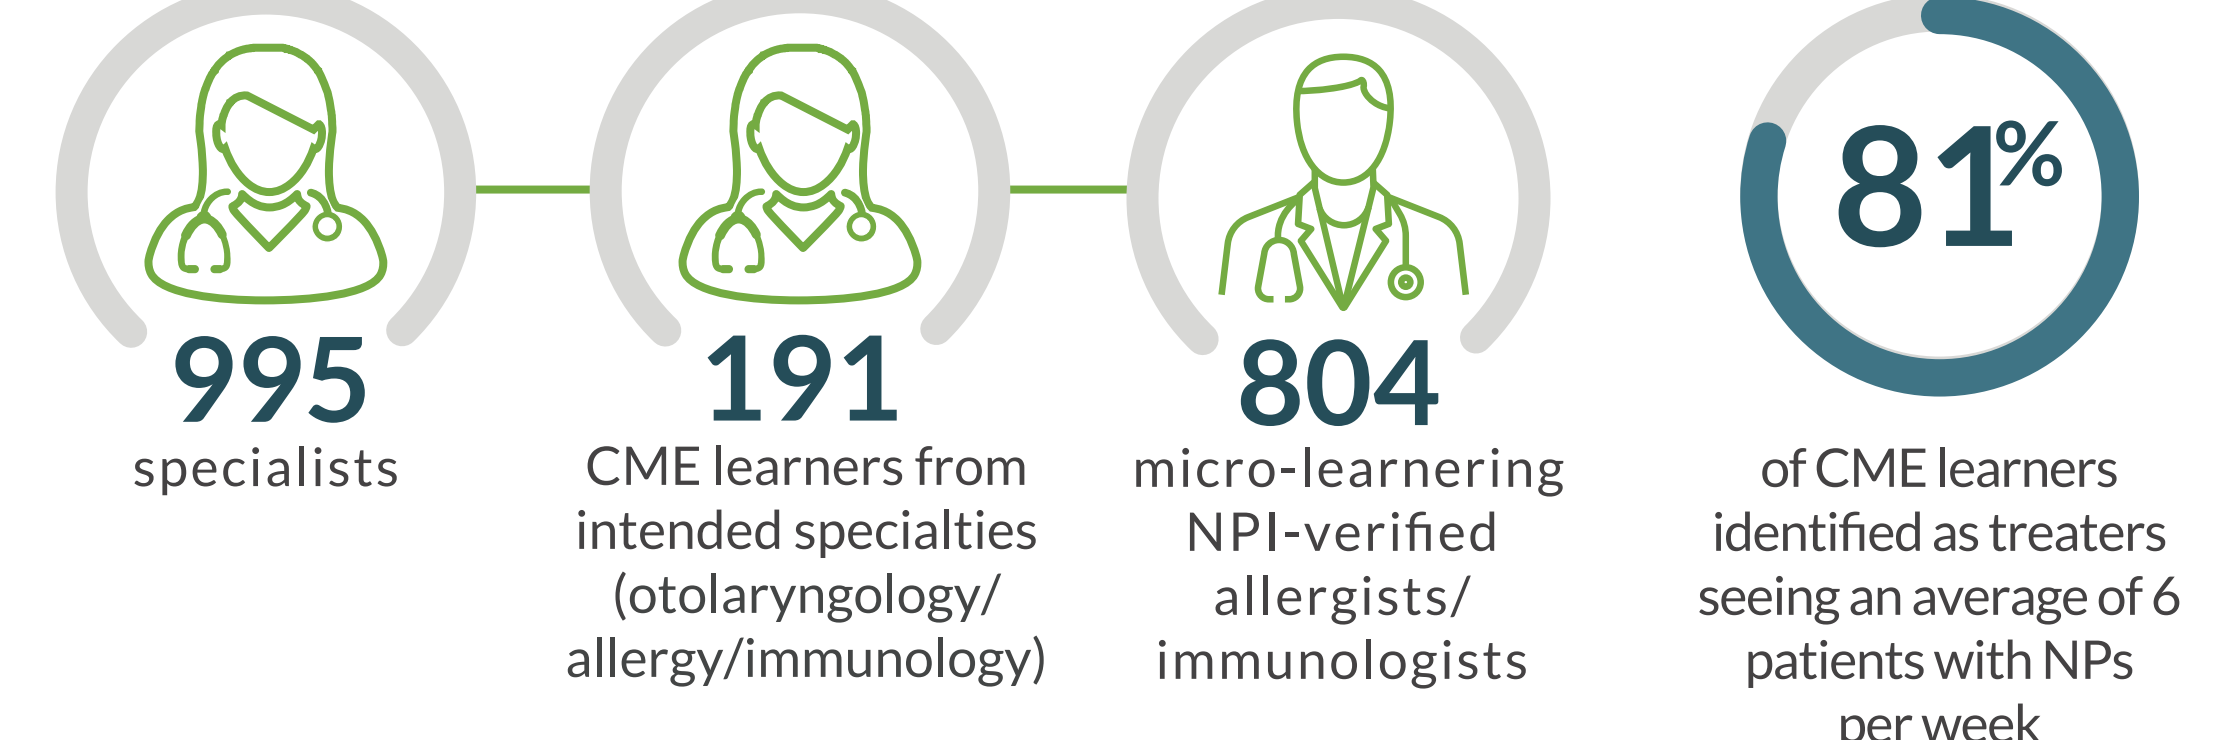 995
specialists
191
CME learners from
intended specialties
(otolaryngology/
allergy/immunology)
804
micro-learnering
NPI-verified
allergists/
immunologists
81%
of CME learners
identified as treaters
seeing an average of 6
patients with NPs
per week